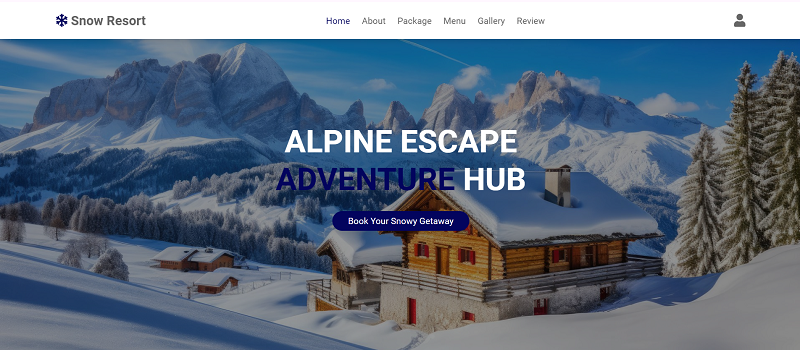 Snow Resort
Home About Package Menu Gallery Review
ALPINE ESCAPE
ADVENTURE HUB
Book Your Snowy Getaway